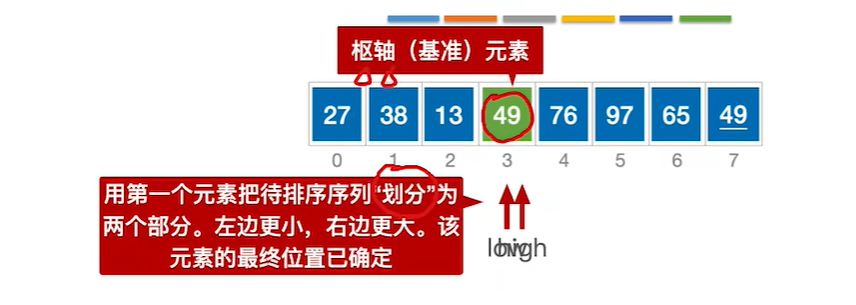 枢轴（基准）元素
27 38 13 49 76 97 65 49
0 1 2 3 4 5 6 7
用第一个元素把待排序序列“划分”为
两个部分。左边更小，右边更大。该
元素的最终位置已确定
low
high